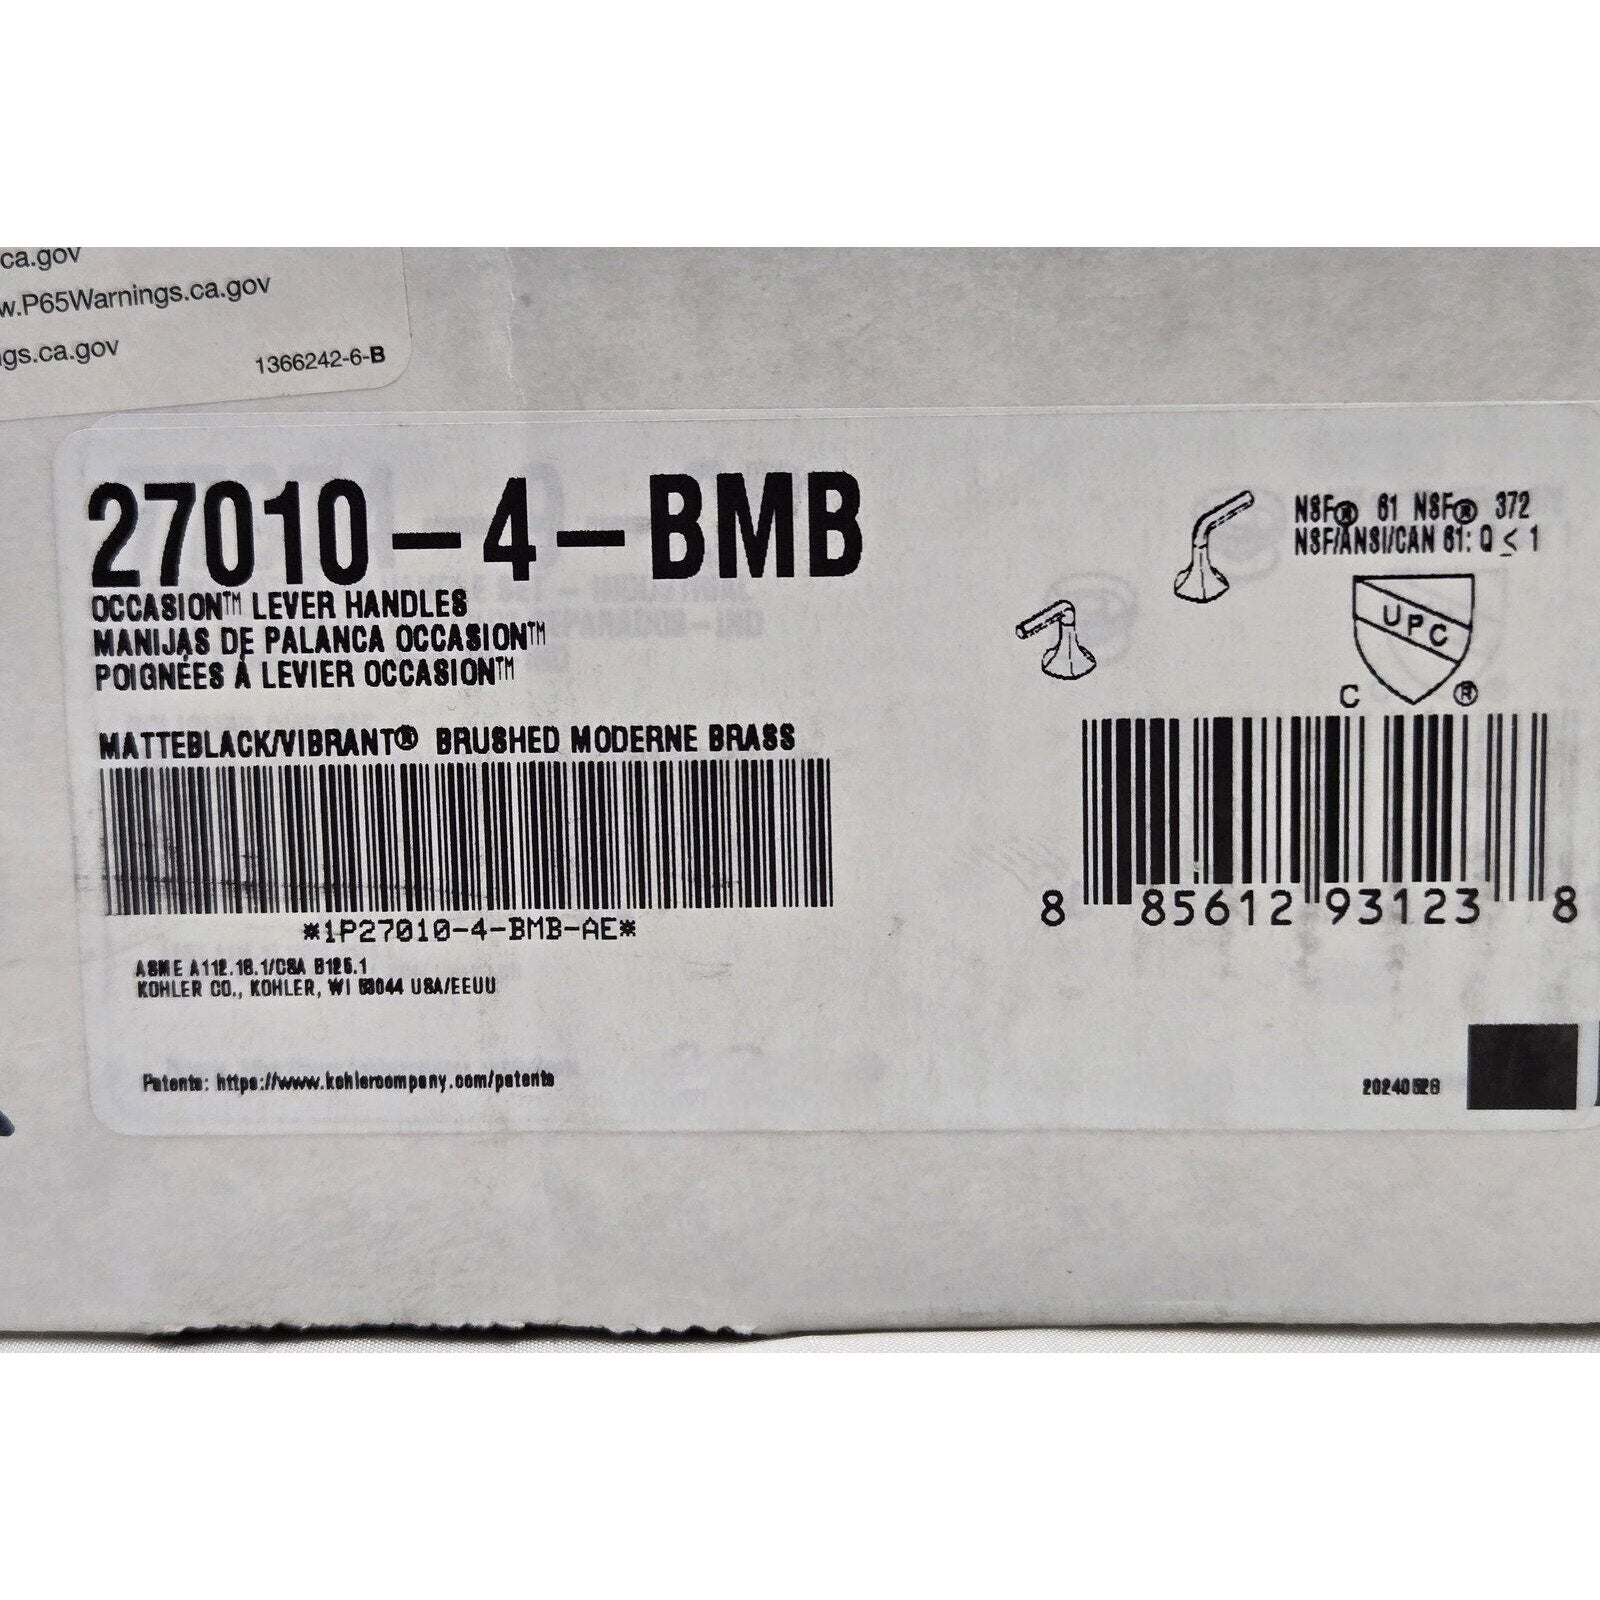 ca.gov
w.P65Warnings.ca.gov
ngs.ca.gov
1366242-6-B
27010-4-BMB
OCCASION™ LEVER HANDLES
MANIJAS DE PALANCA OCCASION™
POIGNÉES À LEVIER OCCASION™
MATTEBLACK/VIBRANT® BRUSHED MODERNE BRASS
*1P27010-4-BMB-AE*
ASME A112.18.1/CSA B125.1
KOHLER CO., KOHLER, WI 53044 USA/EEUU
Patents: https://www.kohlercompany.com/patents
NSF® 61 NSF® 372
NSF/ANSI/CAN 61: Q ≤ 1
UPC
C ®
8 85612 93123 8
20240528